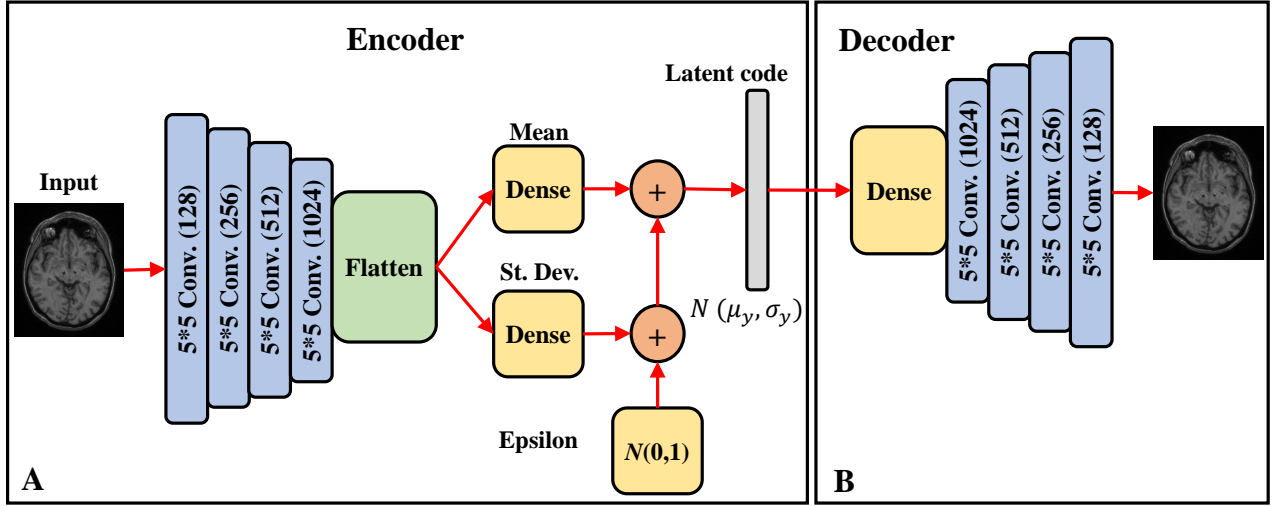 Encoder
Input
5*5 Conv. (128)
5*5 Conv. (256)
5*5 Conv. (512)
5*5 Conv. (1024)
Flatten
Mean
Dense
St. Dev.
Dense
+
+
Epsilon
N(0,1)
Latent code
N (μ_y, σ_y)
A
Decoder
Dense
5*5 Conv. (1024)
5*5 Conv. (512)
5*5 Conv. (256)
5*5 Conv. (128)
B